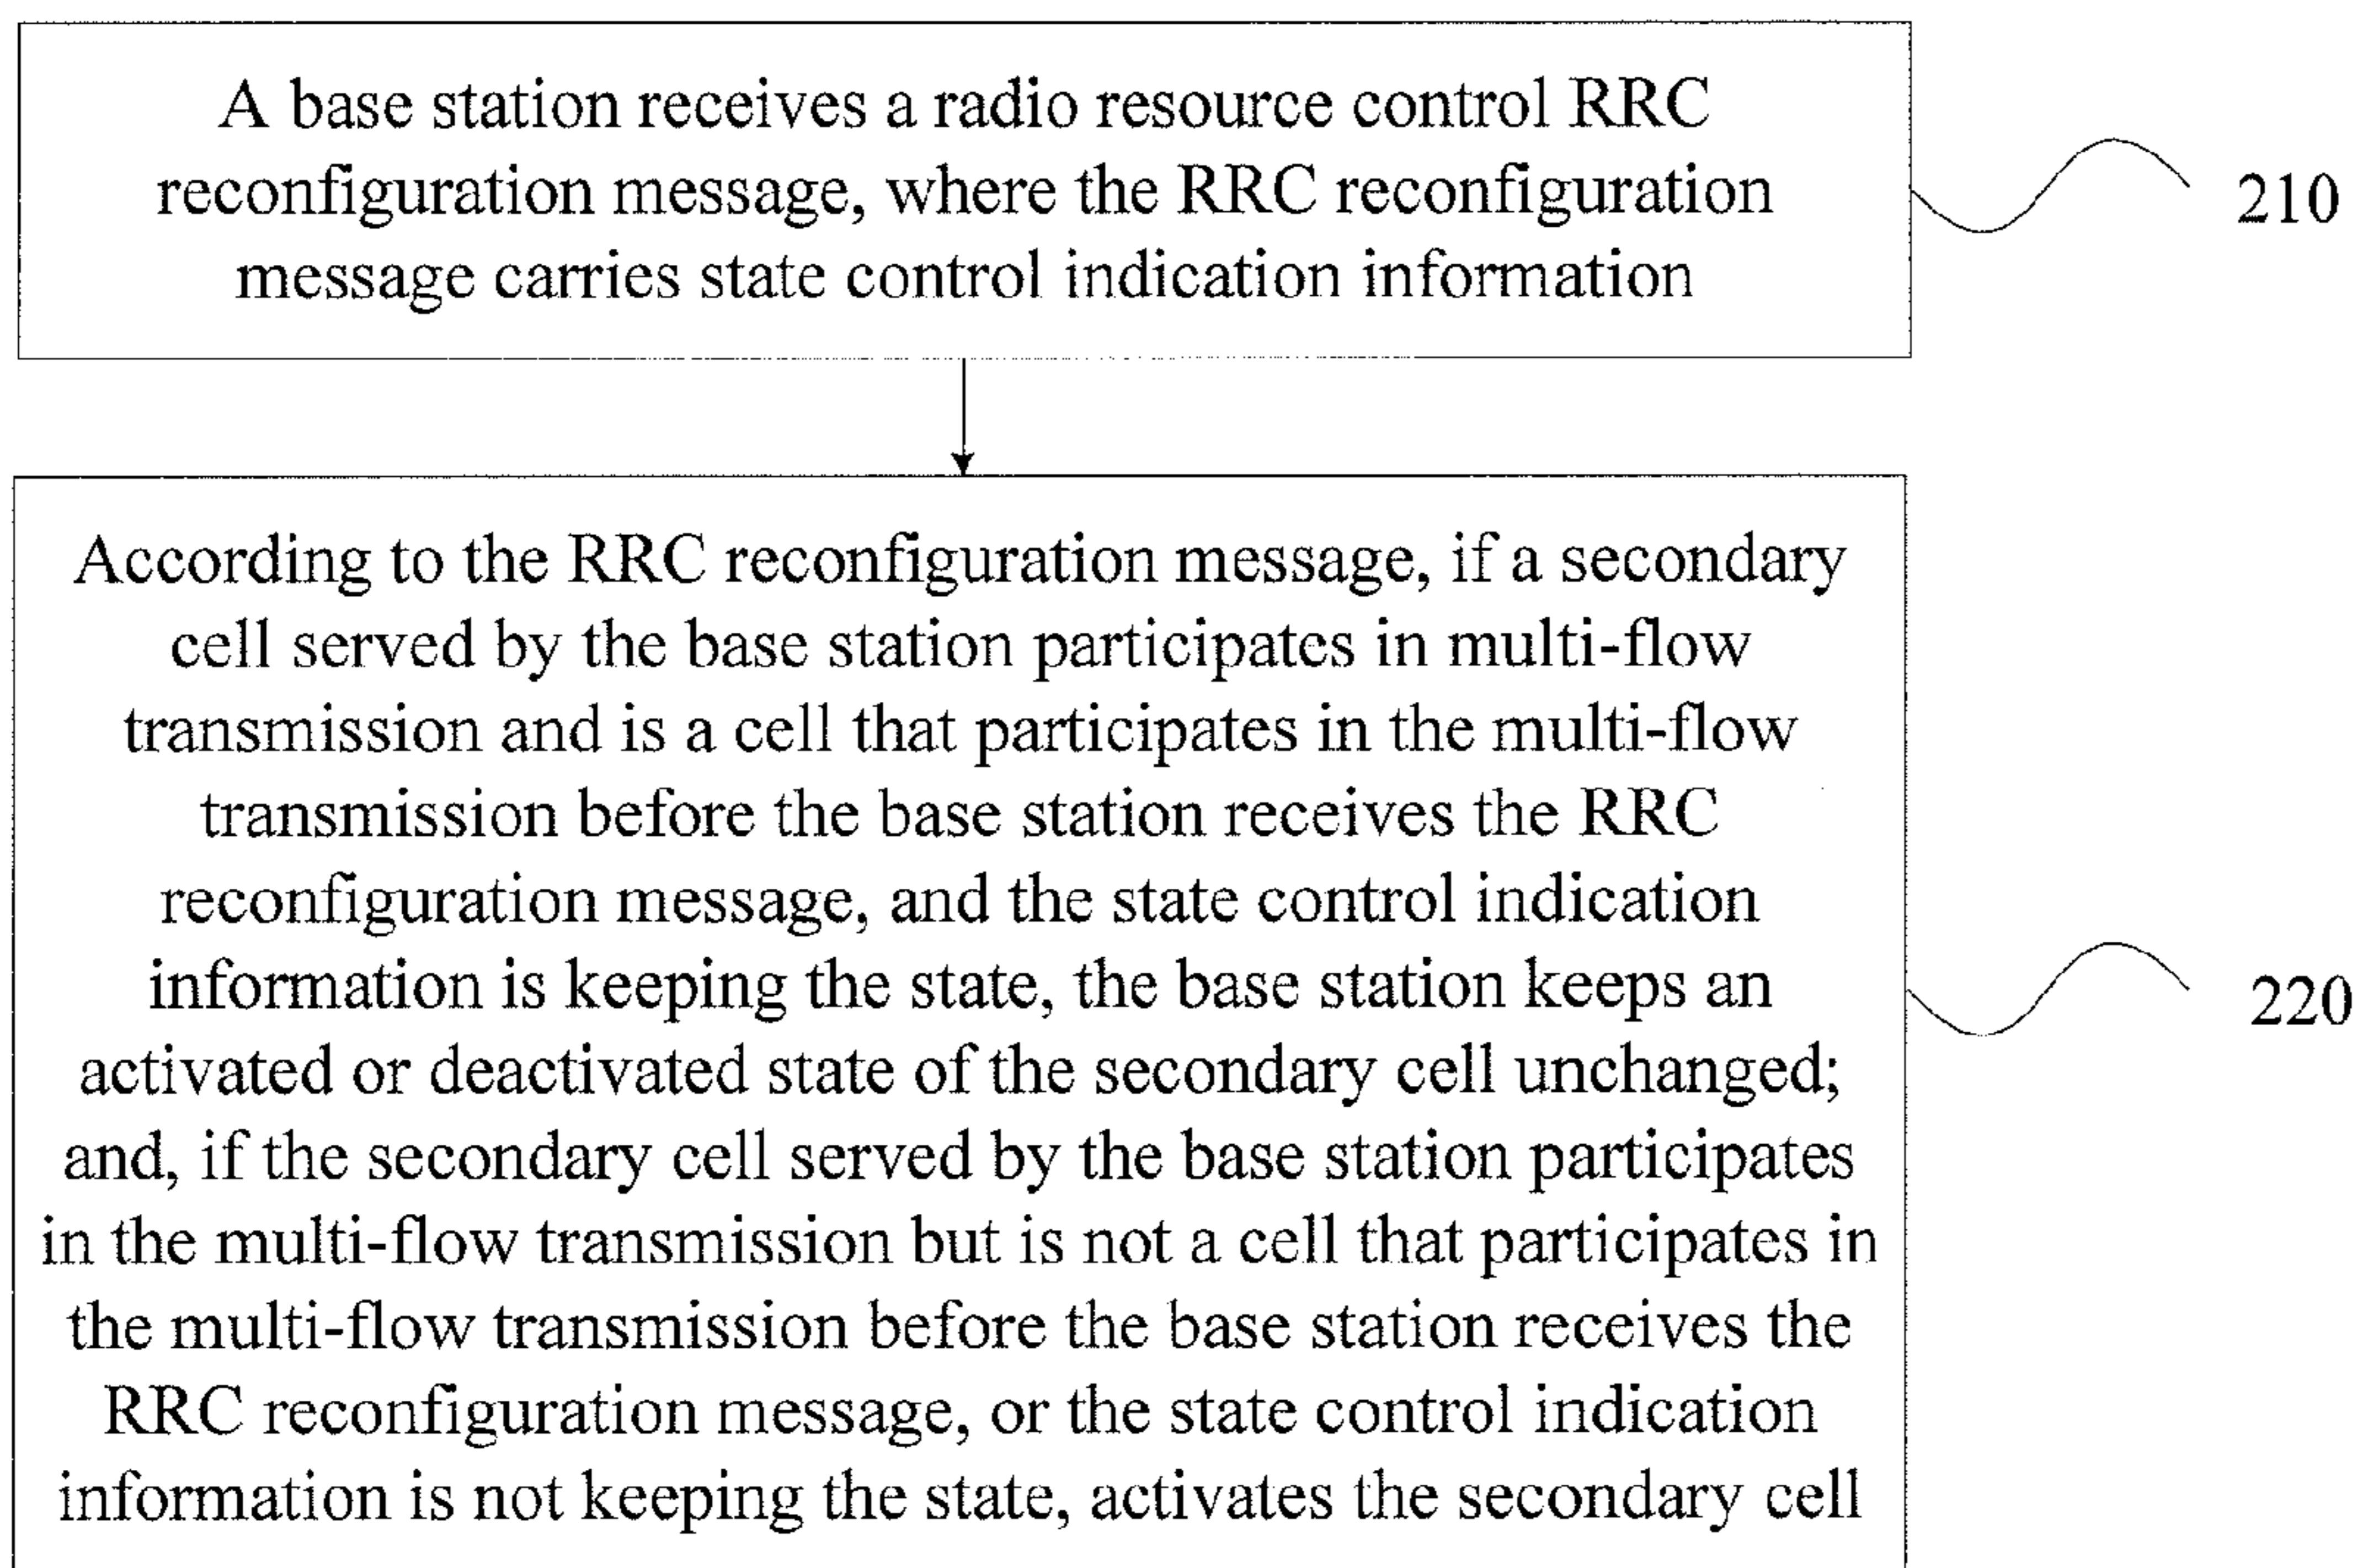 A base station receives a radio resource control RRC
reconfiguration message, where the RRC reconfiguration
message carries state control indication information
210
According to the RRC reconfiguration message, if a secondary
cell served by the base station participates in multi-flow
transmission and is a cell that participates in the multi-flow
transmission before the base station receives the RRC
reconfiguration message, and the state control indication
information is keeping the state, the base station keeps an
activated or deactivated state of the secondary cell unchanged;
and, if the secondary cell served by the base station participates
in the multi-flow transmission but is not a cell that participates in
the multi-flow transmission before the base station receives the
RRC reconfiguration message, or the state control indication
information is not keeping the state, activates the secondary cell
220